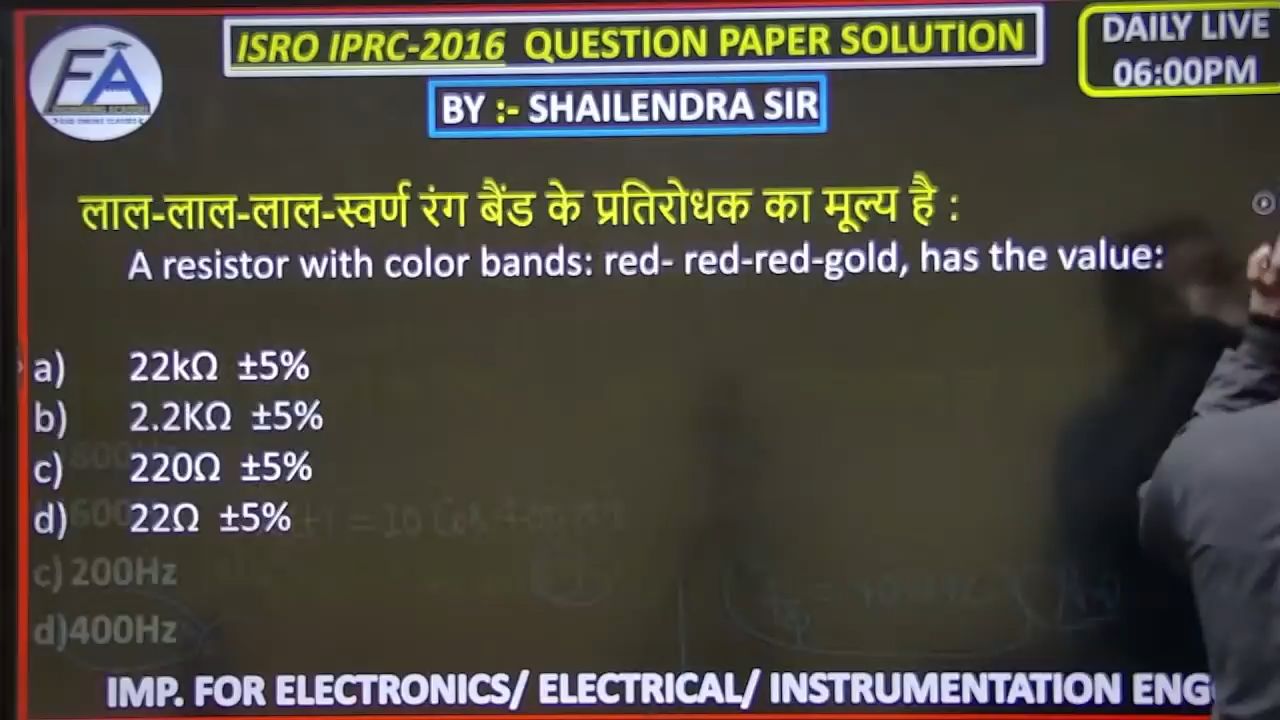 ISRO IPRC-2016 QUESTION PAPER SOLUTION
DAILY LIVE
06:00PM
EA
BY :- SHAILENDRA SIR
लाल-लाल-लाल-स्वर्ण रंग बैंड के प्रतिरोधक का मूल्य है :
A resistor with color bands: red- red-red-gold, has the value:
a) 22kΩ ±5%
b) 2.2KΩ ±5%
c) 220Ω ±5%
d) 22Ω ±5%
c) 200Hz
d)400Hz
IMP. FOR ELECTRONICS/ ELECTRICAL/ INSTRUMENTATION ENG